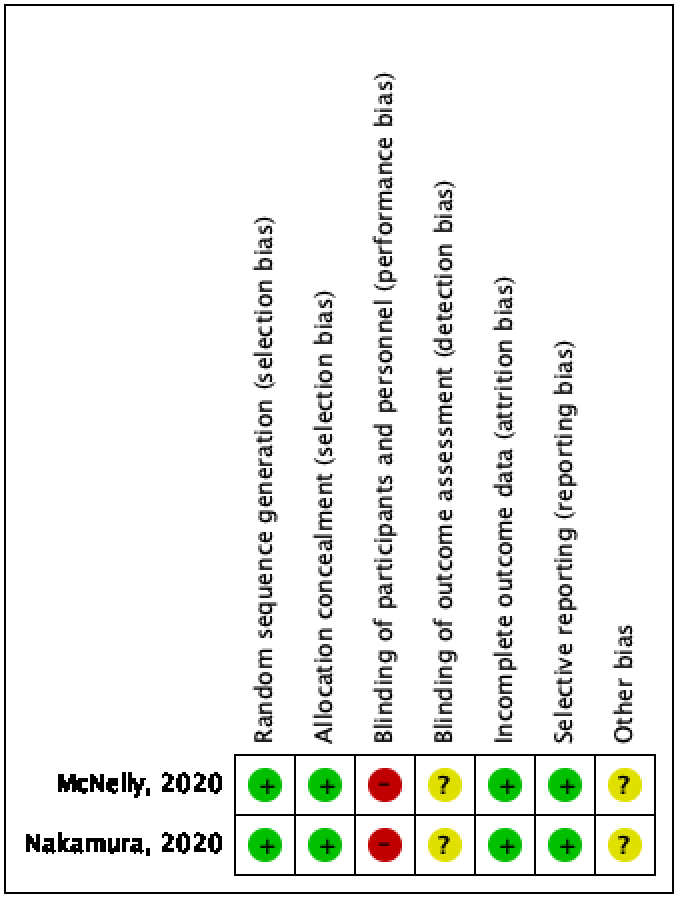 Random sequence generation (selection bias)
Allocation concealment (selection bias)
Blinding of participants and personnel (performance bias)
Blinding of outcome assessment (detection bias)
Incomplete outcome data (attrition bias)
Selective reporting (reporting bias)
Other bias
McNelly, 2020 + + - ? + + ?
Nakamura, 2020 + + - ? + + ?